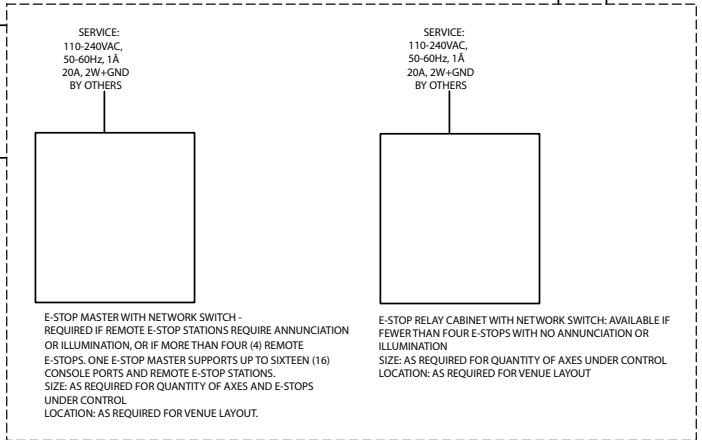 SERVICE:
110-240VAC,
50-60Hz, 1Ā
20A, 2W+GND
BY OTHERS
E-STOP MASTER WITH NETWORK SWITCH -
REQUIRED IF REMOTE E-STOP STATIONS REQUIRE ANNUNCIATION
OR ILLUMINATION, OR IF MORE THAN FOUR (4) REMOTE
E-STOPS. ONE E-STOP MASTER SUPPORTS UP TO SIXTEEN (16)
CONSOLE PORTS AND REMOTE E-STOP STATIONS.
SIZE: AS REQUIRED FOR QUANTITY OF AXES AND E-STOPS
UNDER CONTROL
LOCATION: AS REQUIRED FOR VENUE LAYOUT.
SERVICE:
110-240VAC,
50-60Hz, 1Ā
20A, 2W+GND
BY OTHERS
E-STOP RELAY CABINET WITH NETWORK SWITCH: AVAILABLE IF
FEWER THAN FOUR E-STOPS WITH NO ANNUNCIATION OR
ILLUMINATION
SIZE: AS REQUIRED FOR QUANTITY OF AXES UNDER CONTROL
LOCATION: AS REQUIRED FOR VENUE LAYOUT